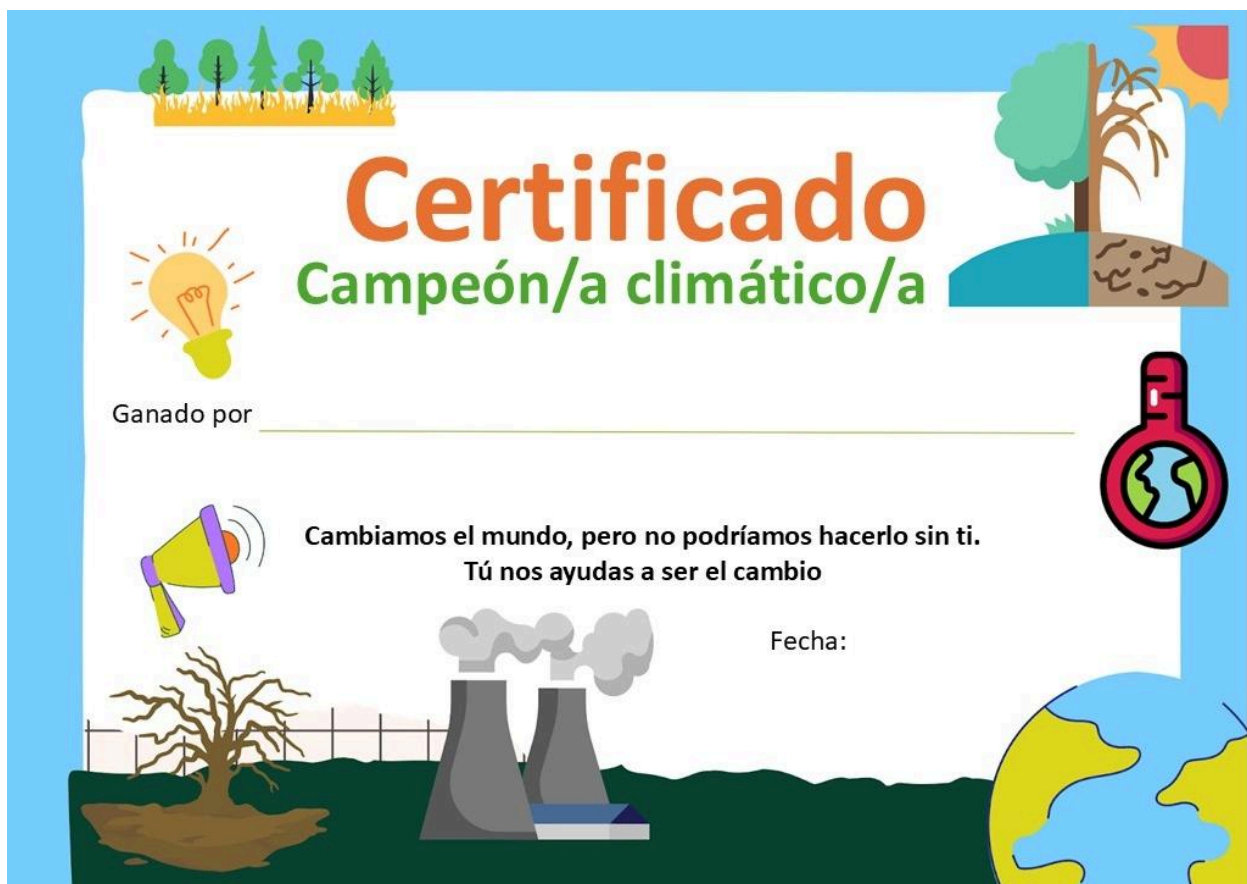 Certificado
Campeón/a climático/a
Ganado por
Cambiamos el mundo, pero no podríamos hacerlo sin ti.
Tú nos ayudas a ser el cambio
Fecha: